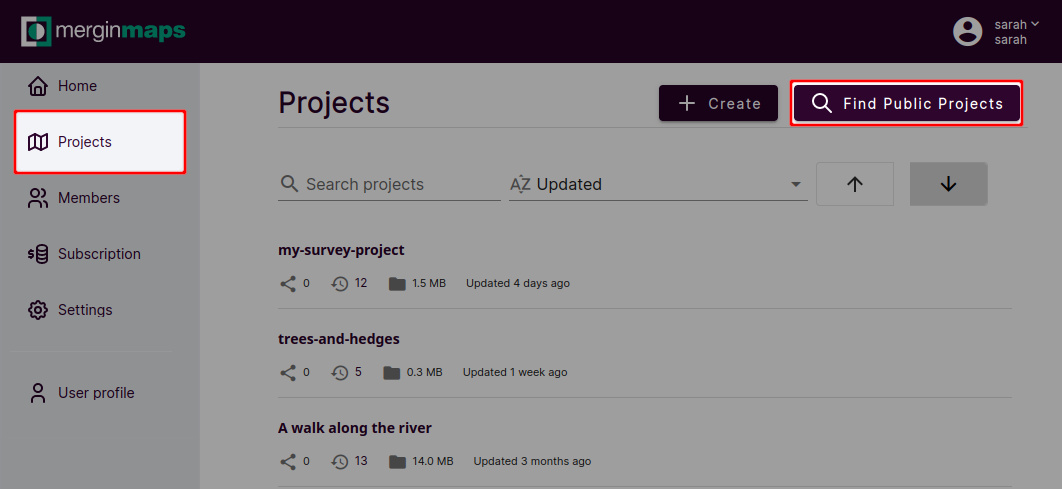 merginmaps
sarah
sarah
Home
Projects
Members
Subscription
Settings
User profile
Projects
Create
Find Public Projects
Search projects
AZ Updated
my-survey-project
0 12 1.5 MB Updated 4 days ago
trees-and-hedges
0 5 0.3 MB Updated 1 week ago
A walk along the river
0 13 14.0 MB Updated 3 months ago